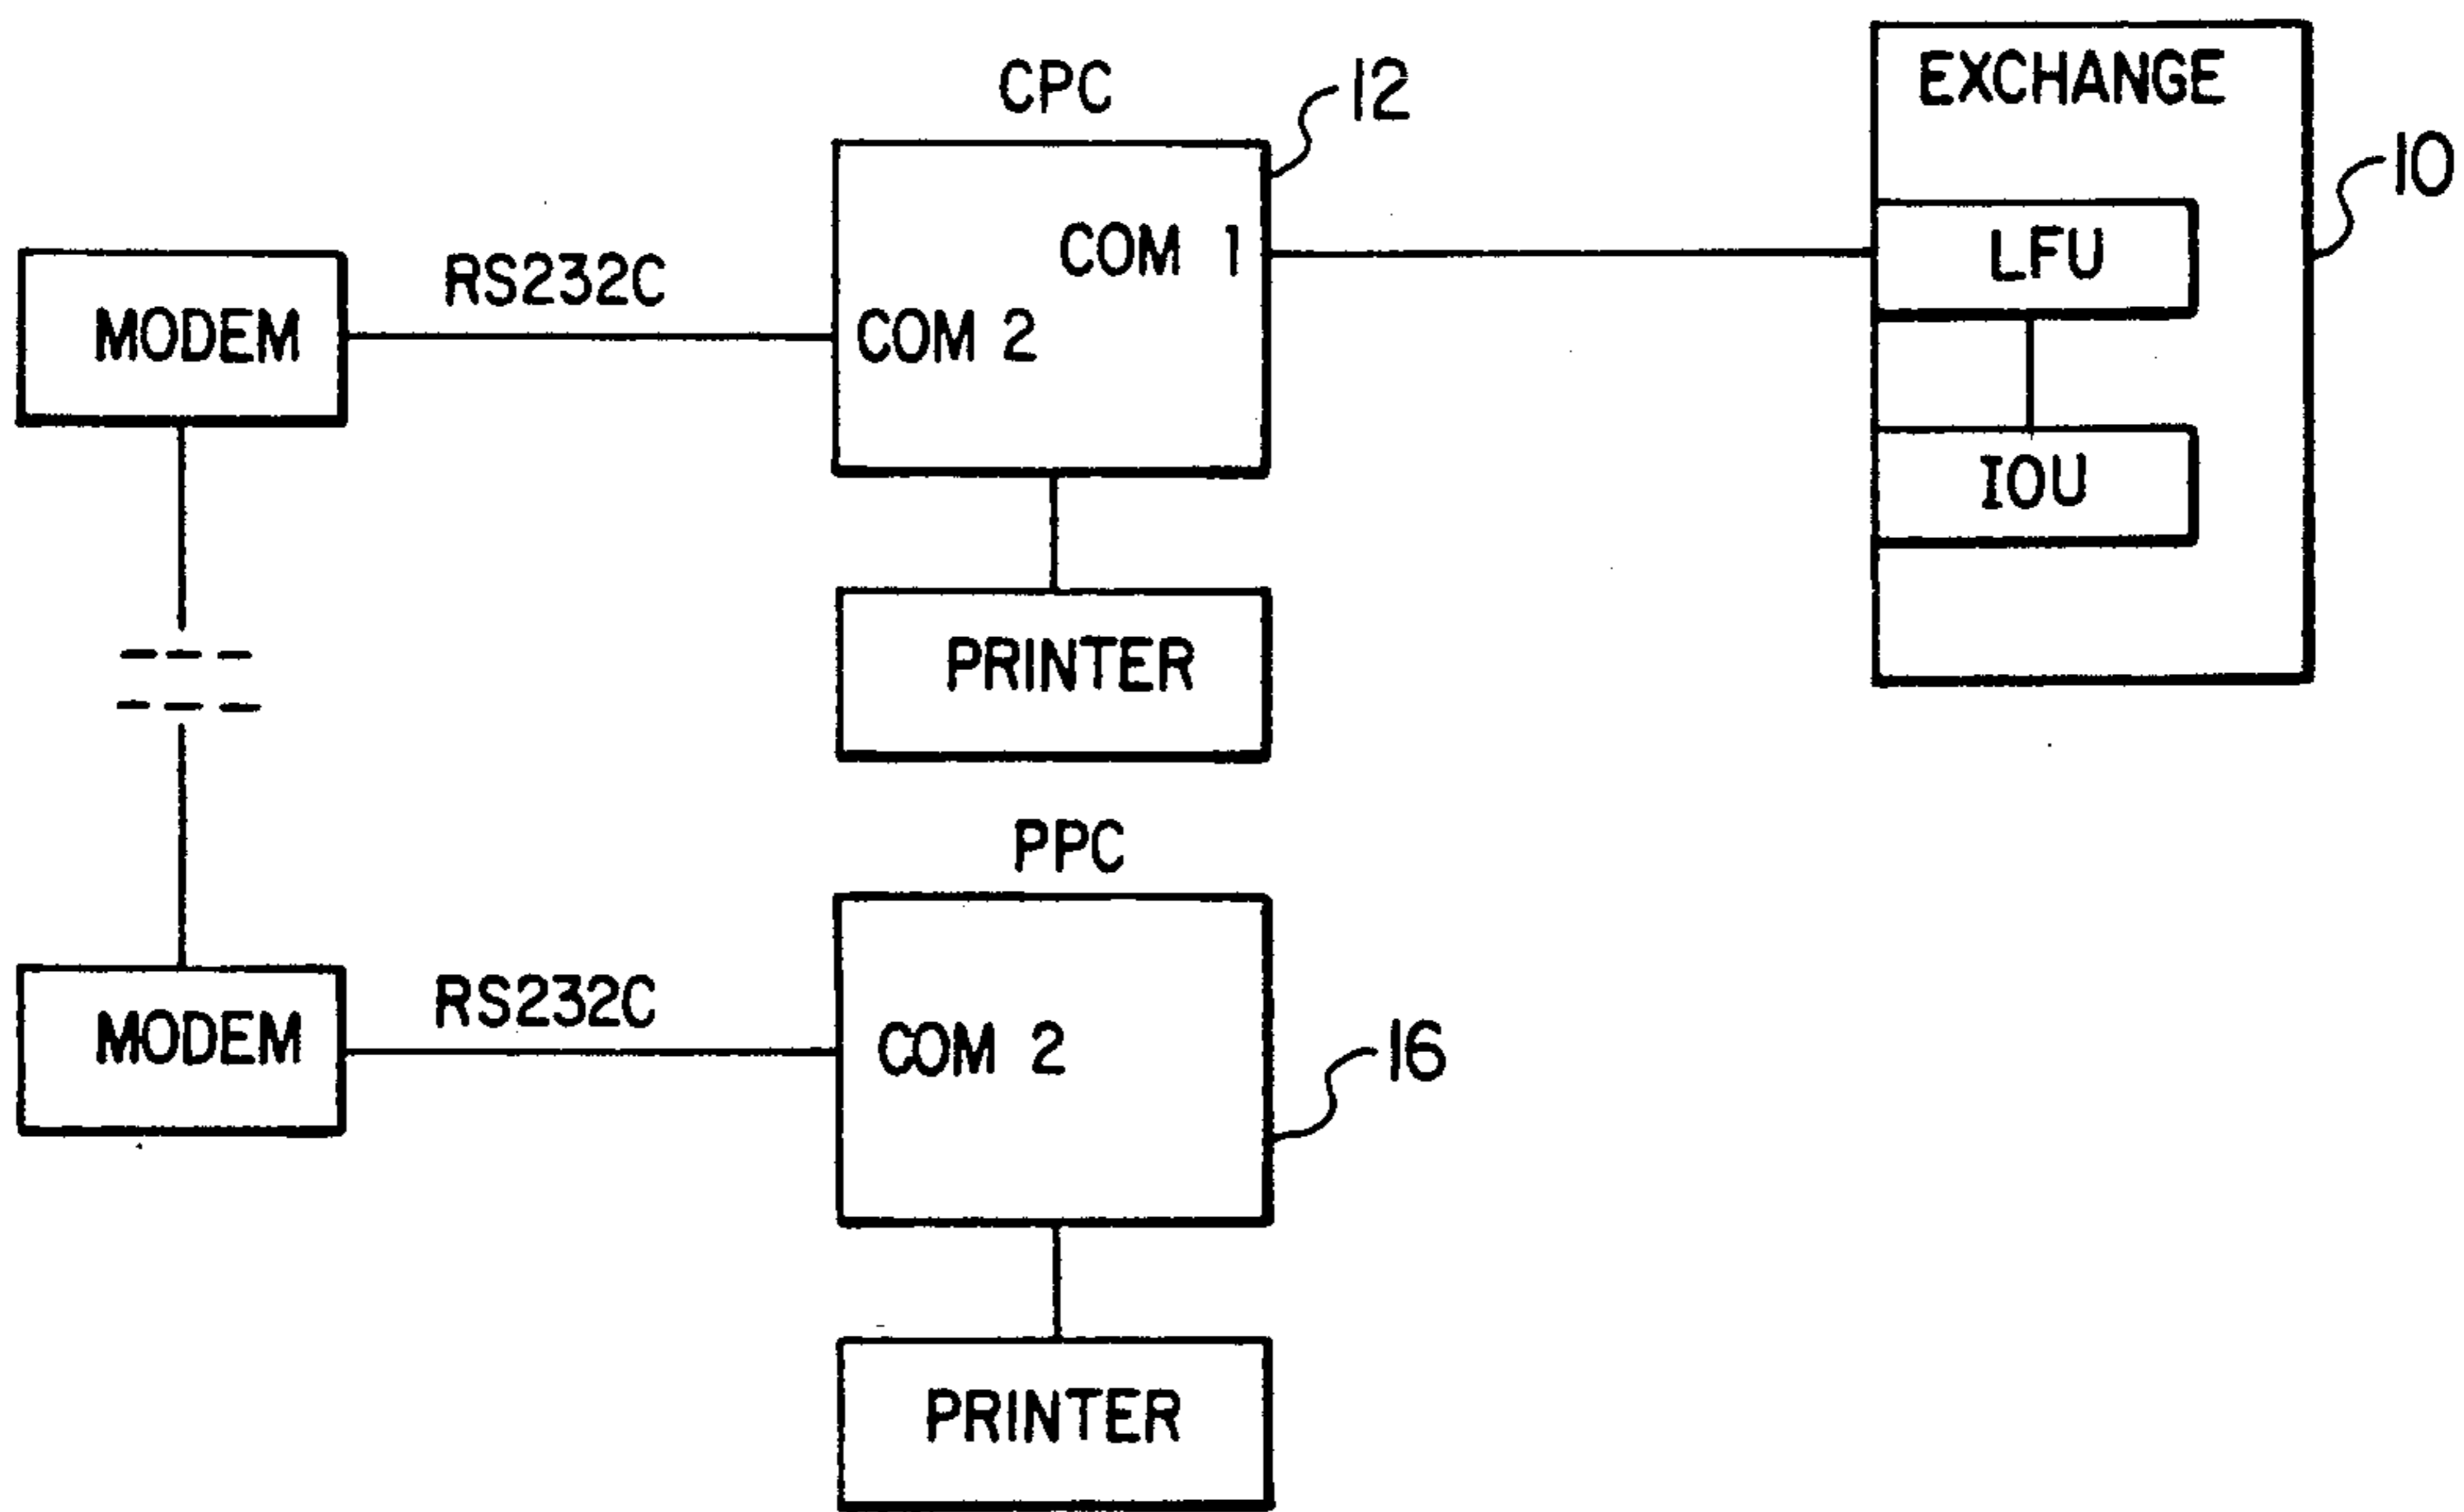 EXCHANGE
CPC
12
10
COM 1
LFU
RS232C
MODEM
COM 2
IOU
PRINTER
PPC
RS232C
MODEM
COM 2
16
PRINTER